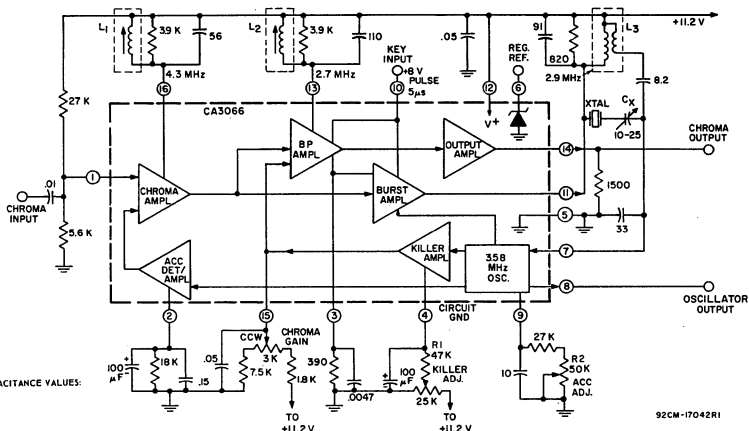 L1
3.9 K
56
L2
3.9 K
110
.05
KEY
INPUT
+8 V
PULSE
5µs
REG.
REF.
91
820
L3
+11.2 V
4.3 MHz
2.7 MHz
2.9 MHz
8.2
16
13
10
12
6
27 K
CA3066
V+
XTAL
CX
10-25
CHROMA
OUTPUT
BP
AMPL
OUTPUT
AMPL
14
1
.01
CHROMA
INPUT
CHROMA
AMPL
BURST
AMPL
11
1500
5
33
5.6 K
ACC
DET/
AMPL
KILLER
AMPL
3.58
MHz
OSC.
7
8
OSCILLATOR
OUTPUT
CIRCUIT
GND
2
15
3
4
9
CCW
CHROMA
GAIN
3 K
R1
47K
KILLER
ADJ.
27 K
R2
50K
ACC
ADJ.
+
100
µF
18 K
.15
.05
7.5 K
1.8 K
390
.0047
+
100
µF
25 K
10
ACITANCE VALUES:
TO
+11.2 V
TO
+11.2 V
92CM-17042R1